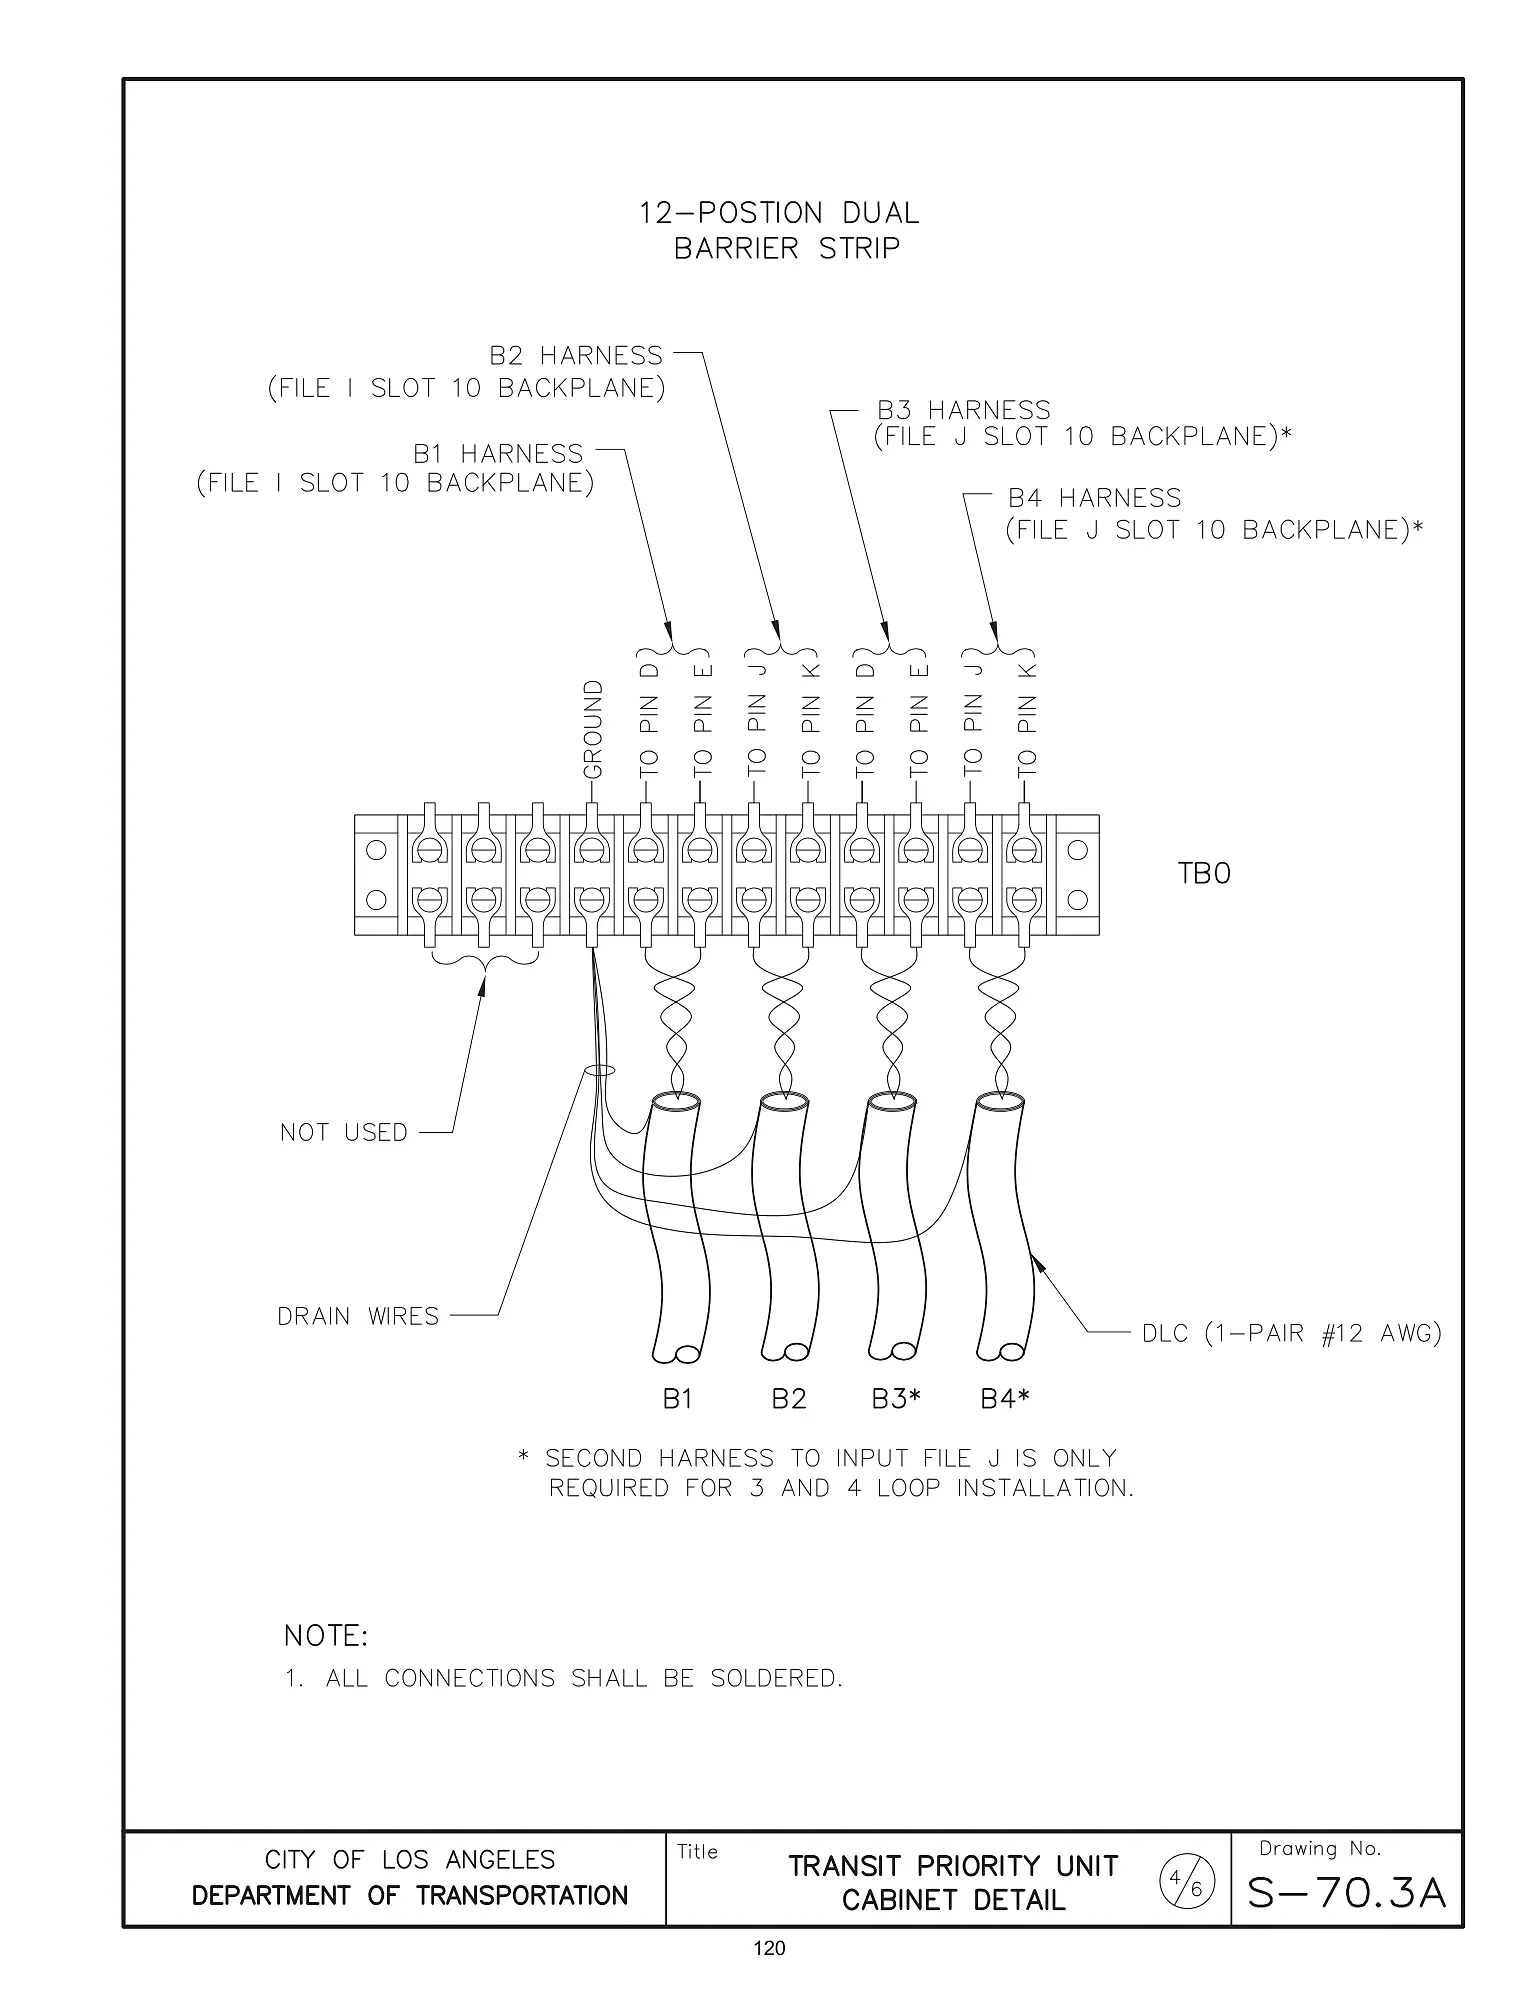 12-POSTION DUAL
BARRIER STRIP
B2 HARNESS
(FILE I SLOT 10 BACKPLANE)
B3 HARNESS
(FILE J SLOT 10 BACKPLANE)*
B1 HARNESS
(FILE I SLOT 10 BACKPLANE)
B4 HARNESS
(FILE J SLOT 10 BACKPLANE)*
GROUND
TO PIN D
TO PIN E
TO PIN J
TO PIN K
TO PIN D
TO PIN E
TO PIN J
TO PIN K
TB0
NOT USED
DRAIN WIRES
DLC (1-PAIR #12 AWG)
B1
B2
B3*
B4*
* SECOND HARNESS TO INPUT FILE J IS ONLY
REQUIRED FOR 3 AND 4 LOOP INSTALLATION.
NOTE:
1. ALL CONNECTIONS SHALL BE SOLDERED.
CITY OF LOS ANGELES
DEPARTMENT OF TRANSPORTATION
Title
TRANSIT PRIORITY UNIT
CABINET DETAIL
4/6
Drawing No.
S-70.3A
120